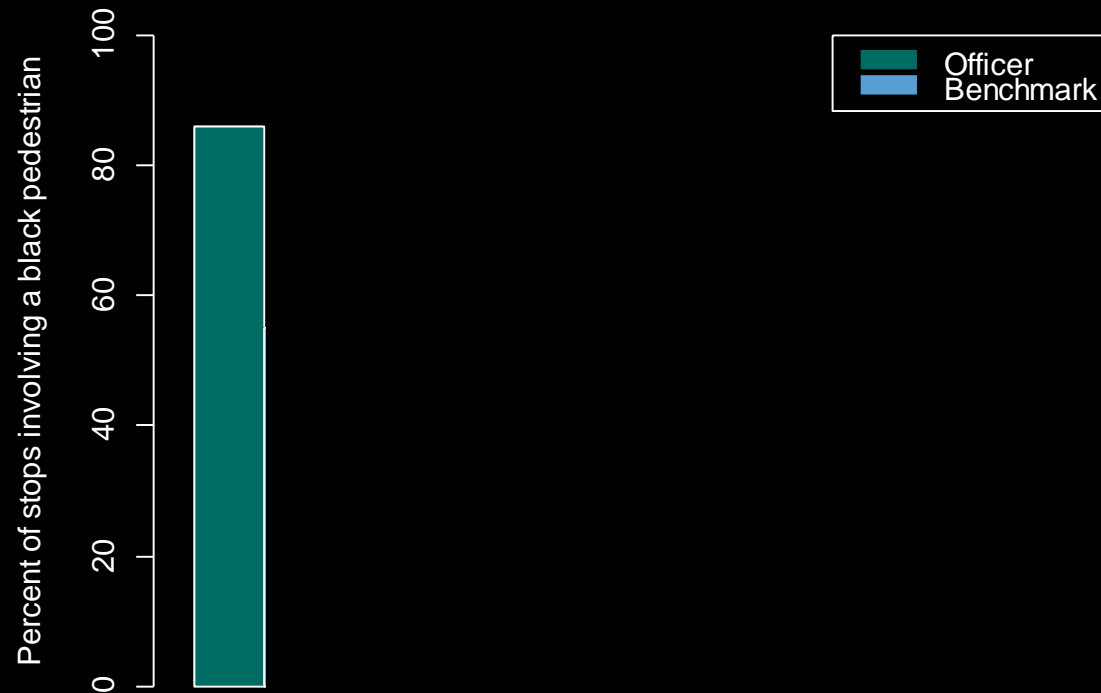 Percent of stops involving a black pedestrian
100
80
60
40
20
0
Officer
Benchmark